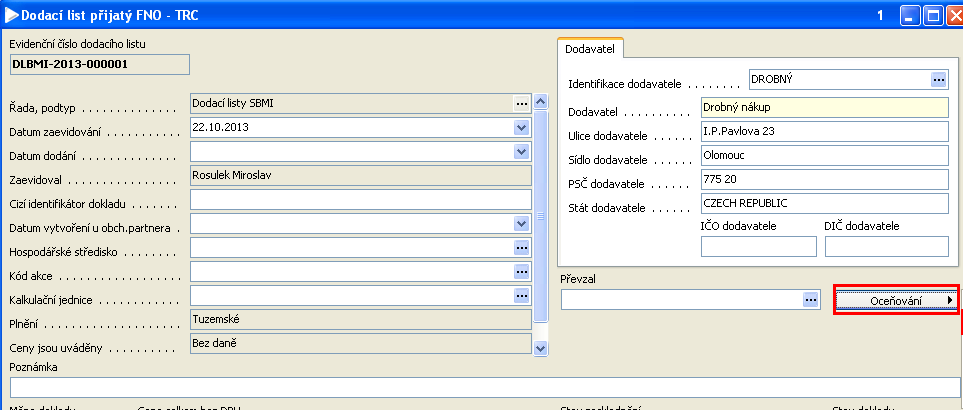 Dodací list přijatý FNO - TRC 1
Evidenční číslo dodacího listu
DLBMI-2013-000001
Řada, podtyp . . . . . . . . . . . . . Dodací listy SBMI ...
Datum zaevidování . . . . . . . . . . . 22.10.2013
Datum dodání . . . . . . . . . . . . .
Zaevidoval . . . . . . . . . . . . . . . Rosulek Miroslav
Cizí identifikátor dokladu . . . . . .
Datum vytvoření u obch.partnera .
Hospodářské středisko . . . . . . . . ...
Kód akce . . . . . . . . . . . . . . . . . ...
Kalkulační jednice . . . . . . . . . . . . ...
Plnění . . . . . . . . . . . . . . . . . . Tuzemské
Ceny jsou uváděny . . . . . . . . . . Bez daně
Dodavatel
Identifikace dodavatele . . . . . . . . DROBNÝ ...
Dodavatel . . . . . . . . . . Drobný nákup
Ulice dodavatele . . . . . . I.P.Pavlova 23
Sídlo dodavatele . . . . . . Olomouc
PSČ dodavatele . . . . . . 775 20
Stát dodavatele . . . . . . CZECH REPUBLIC
IČO dodavatele DIČ dodavatele
Převzal
... Oceňování
Poznámka